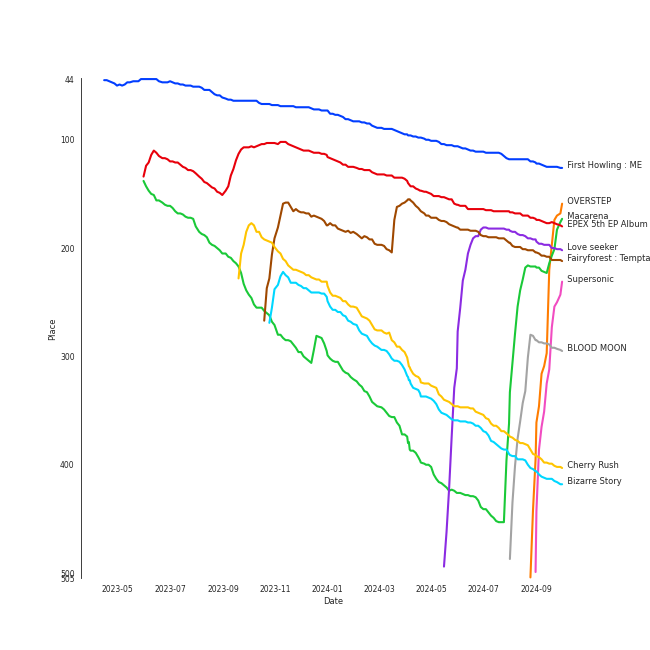 44
100
200
300
400
500
505
Place
2023-05
2023-07
2023-09
2023-11
2024-01
2024-03
2024-05
2024-07
2024-09
Date
First Howling : ME
OVERSTEP
Macarena
EPEX 5th EP Album
Love seeker
Fairyforest : Tempta
Supersonic
BLOOD MOON
Cherry Rush
Bizarre Story